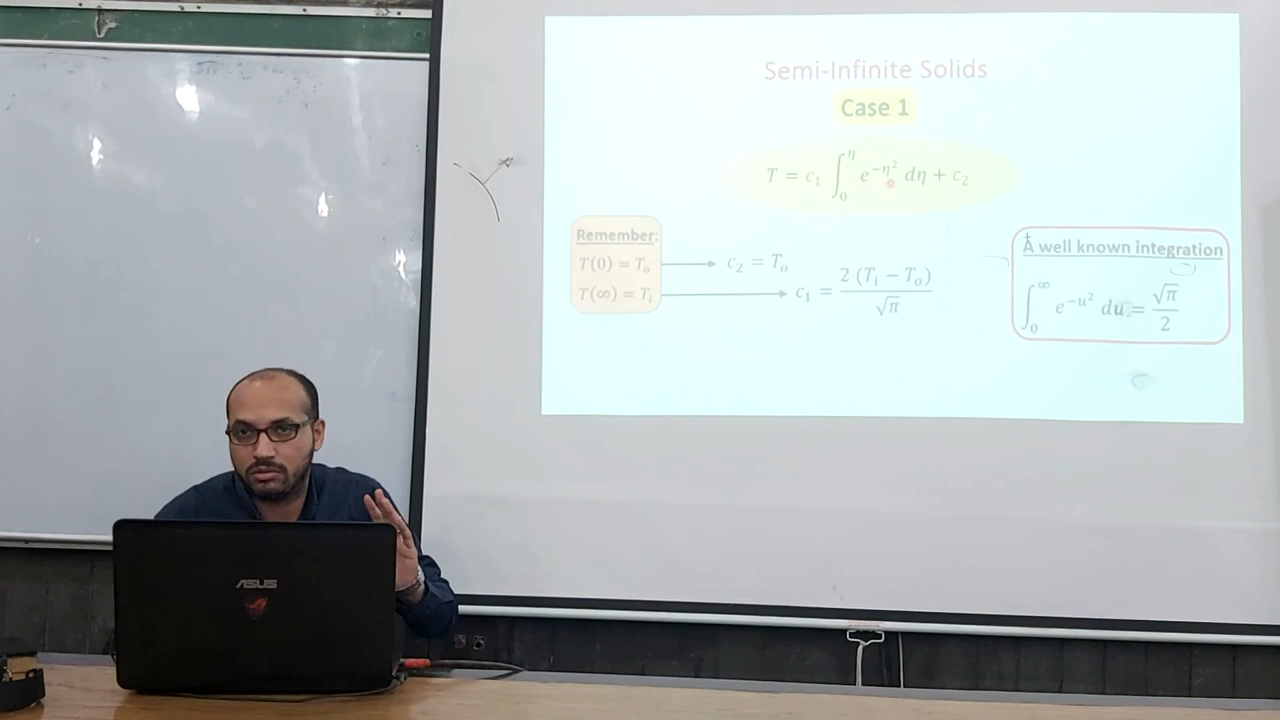 Semi-Infinite Solids
Case 1
T = c₁ ∫₀^η e^(−η²) dη + c₂
Remember:
T(0) = Tₒ → c₂ = Tₒ
T(∞) = Tᵢ → c₁ = 2 (Tᵢ − Tₒ) / √π
A well known integration
∫₀^∞ e^(−u²) du = √π / 2
ASUS